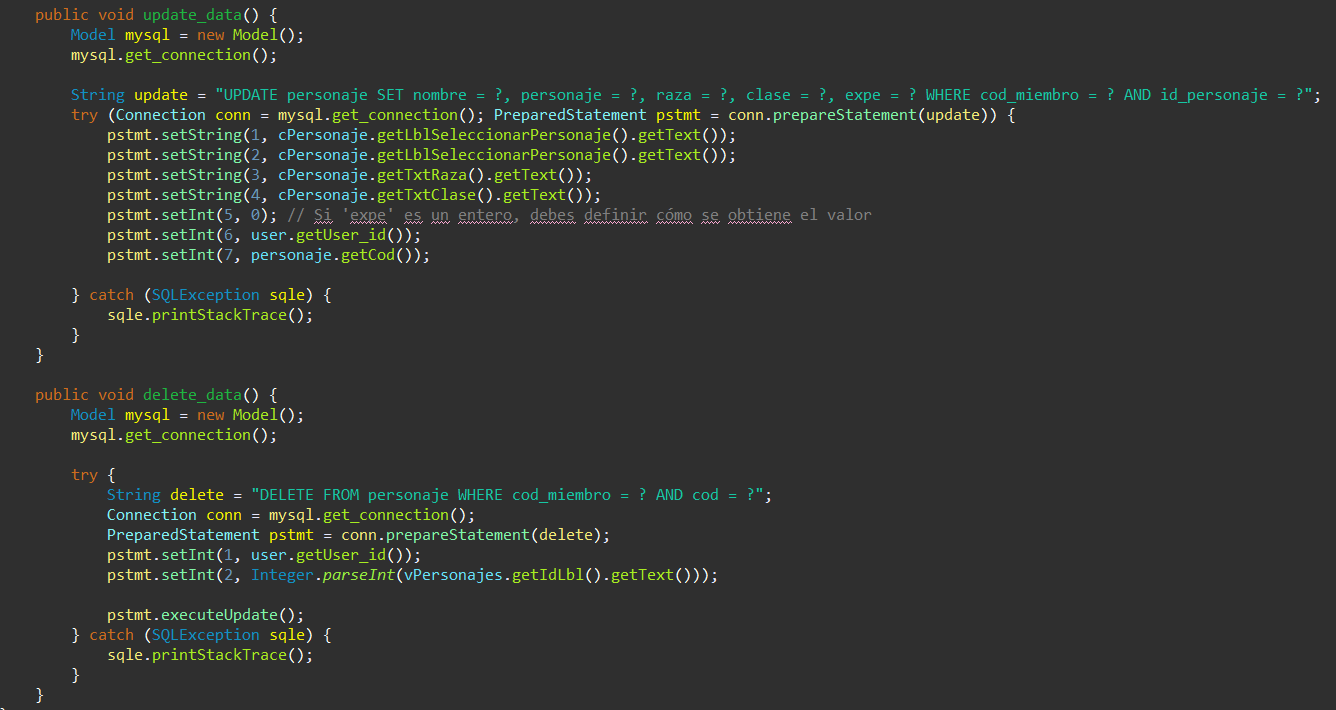 public void update_data() {
Model mysql = new Model();
mysql.get_connection();
String update = "UPDATE personaje SET nombre = ?, personaje = ?, raza = ?, clase = ?, expe = ? WHERE cod_miembro = ? AND id_personaje = ?";
try (Connection conn = mysql.get_connection(); PreparedStatement pstmt = conn.prepareStatement(update)) {
pstmt.setString(1, cPersonaje.getLblSeleccionarPersonaje().getText());
pstmt.setString(2, cPersonaje.getLblSeleccionarPersonaje().getText());
pstmt.setString(3, cPersonaje.getTxtRaza().getText());
pstmt.setString(4, cPersonaje.getTxtClase().getText());
pstmt.setInt(5, 0); // Si 'expe' es un entero, debes definir cómo se obtiene el valor
pstmt.setInt(6, user.getUser_id());
pstmt.setInt(7, personaje.getCod());
} catch (SQLException sqle) {
sqle.printStackTrace();
}
}
public void delete_data() {
Model mysql = new Model();
mysql.get_connection();
try {
String delete = "DELETE FROM personaje WHERE cod_miembro = ? AND cod = ?";
Connection conn = mysql.get_connection();
PreparedStatement pstmt = conn.prepareStatement(delete);
pstmt.setInt(1, user.getUser_id());
pstmt.setInt(2, Integer.parseInt(vPersonajes.getIdLbl().getText()));
pstmt.executeUpdate();
} catch (SQLException sqle) {
sqle.printStackTrace();
}
}